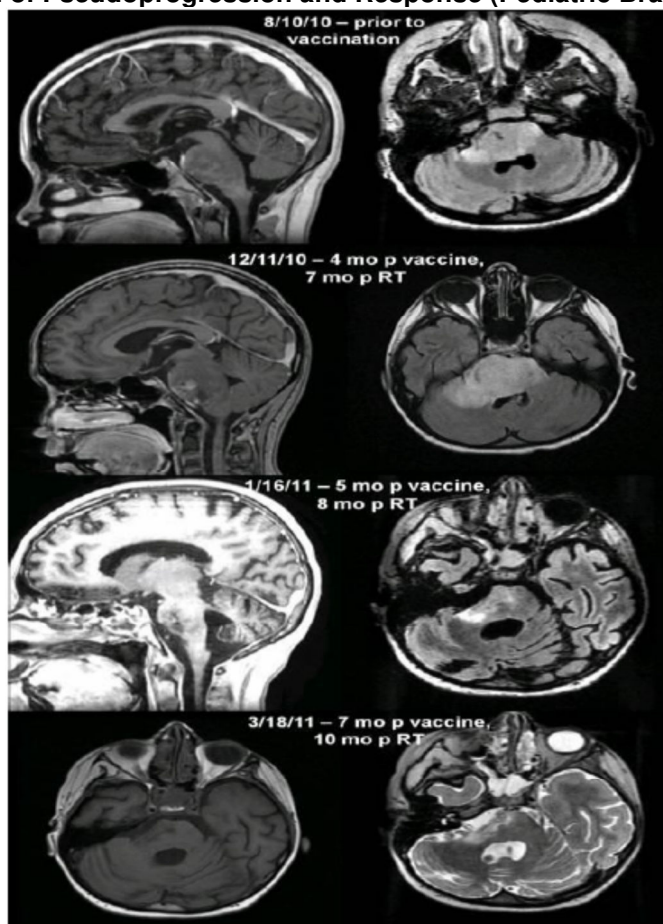 of Pseudoprogression and Response (Pediatric
8/10/10 – prior to
vaccination
12/11/10 – 4 mo p vaccine,
7 mo p RT
1/16/11 – 5 mo p vaccine,
8 mo p RT
3/18/11 – 7 mo p vaccine,
10 mo p RT